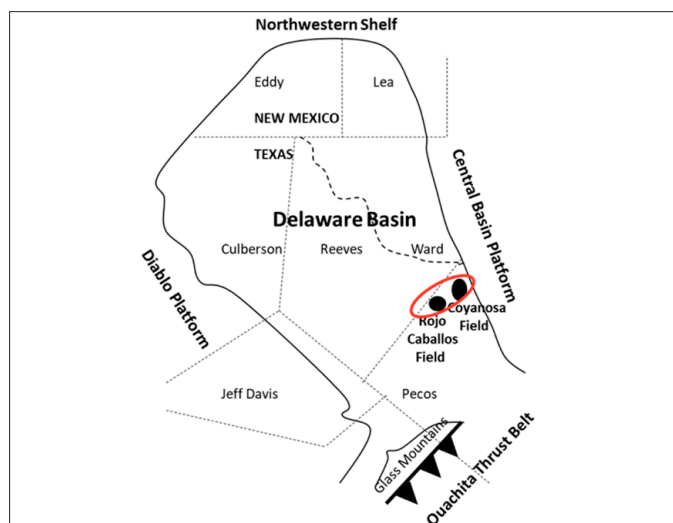 Northwestern Shelf
Eddy
Lea
NEW MEXICO
TEXAS
Central Basin Platform
Delaware Basin
Culberson
Reeves
Ward
Diablo Platform
Rojo
Caballos
Field
Coyanosa
Field
Jeff Davis
Pecos
Glass Mountains
Ouachita Thrust Belt